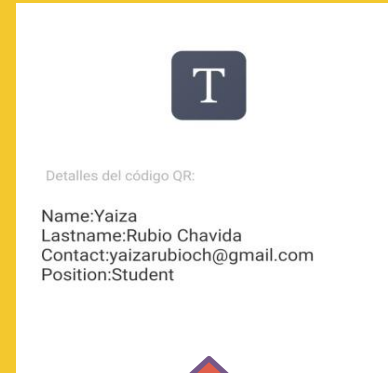 T
Detalles del código QR:
Name:Yaiza
Lastname:Rubio Chavida
Contact:yaizarubioch@gmail.com
Position:Student